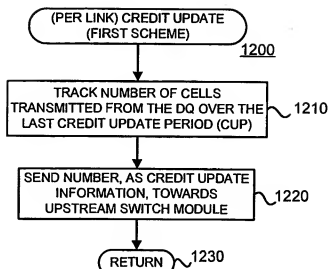 (PER LINK) CREDIT UPDATE
(FIRST SCHEME)
1200
TRACK NUMBER OF CELLS
TRANSMITTED FROM THE DQ OVER THE
LAST CREDIT UPDATE PERIOD (CUP)
1210
SEND NUMBER, AS CREDIT UPDATE
INFORMATION, TOWARDS
UPSTREAM SWITCH MODULE
1220
RETURN
1230